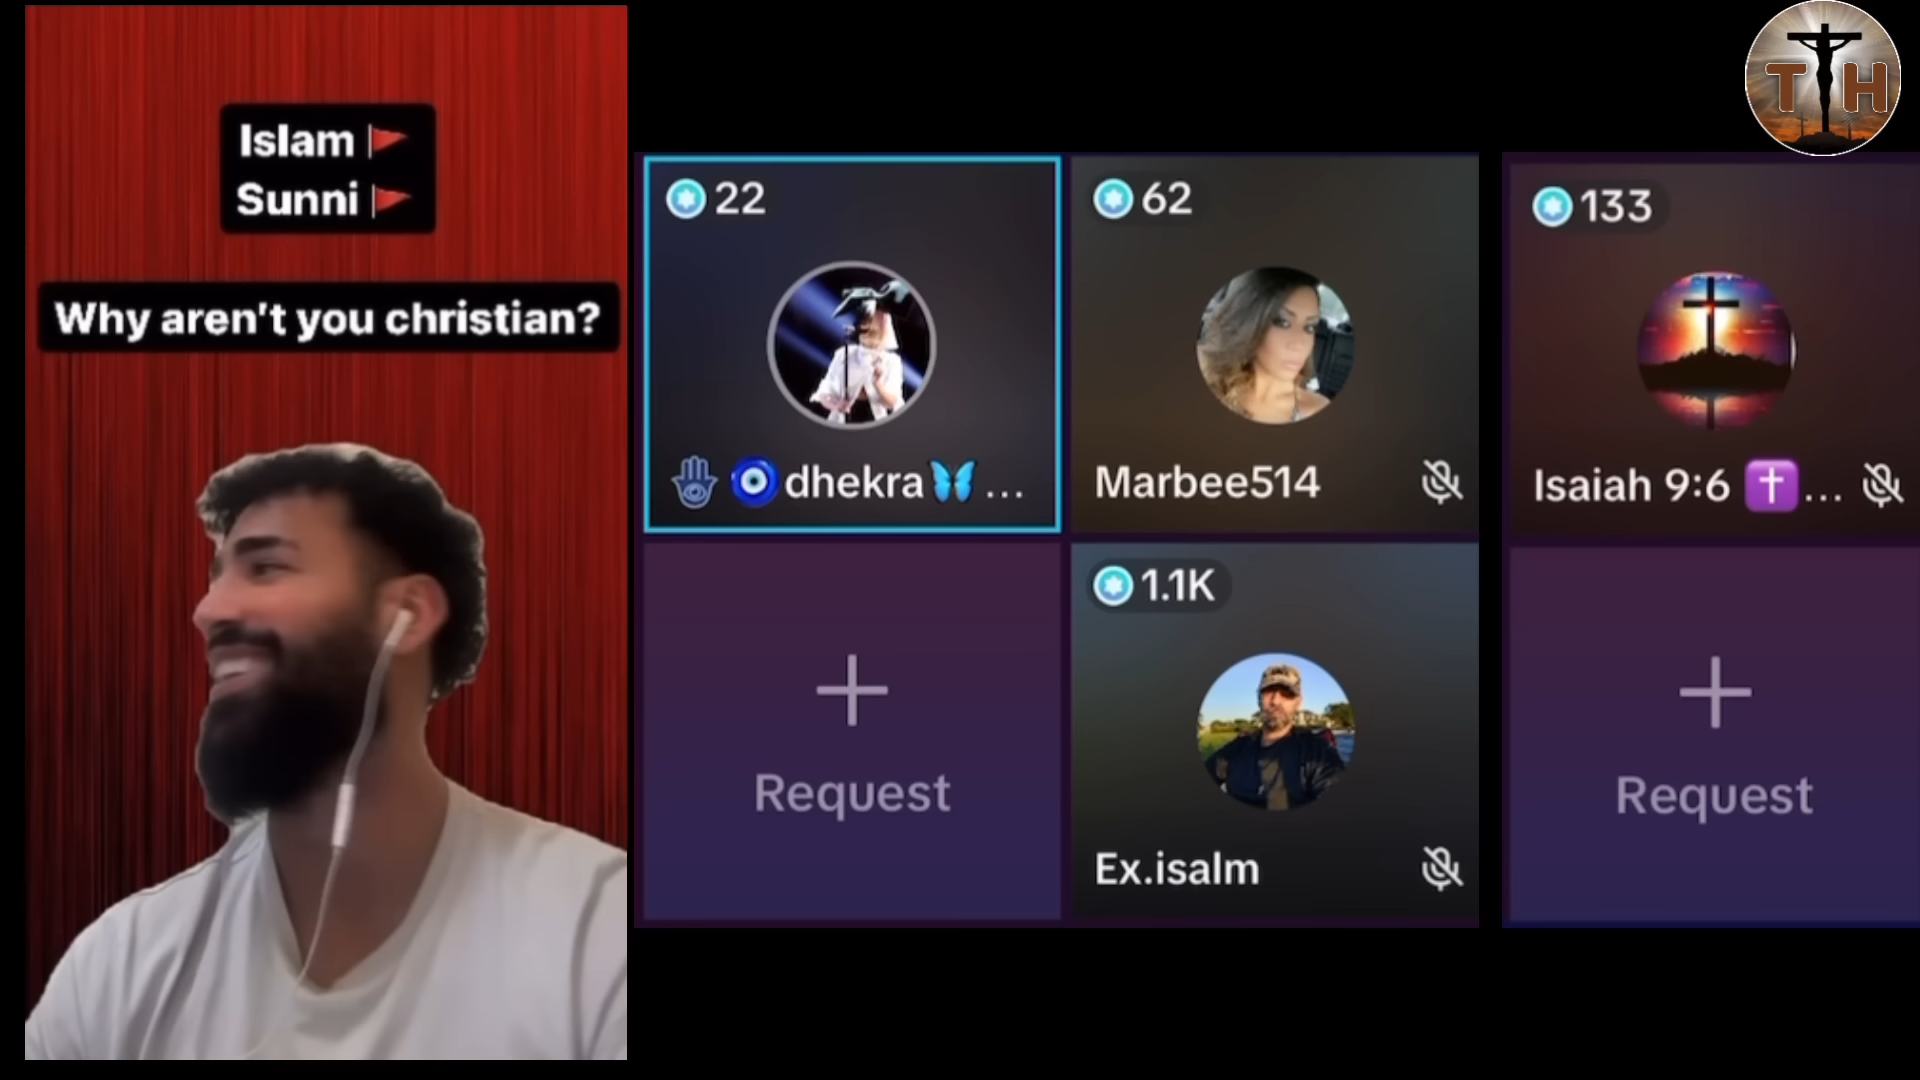 Islam 🚩
Sunni 🚩
Why aren't you christian?
22
dhekra🦋 ...
62
Marbee514
133
Isaiah 9:6 ✝️...
+
Request
1.1K
Ex.isalm
+
Request
T H